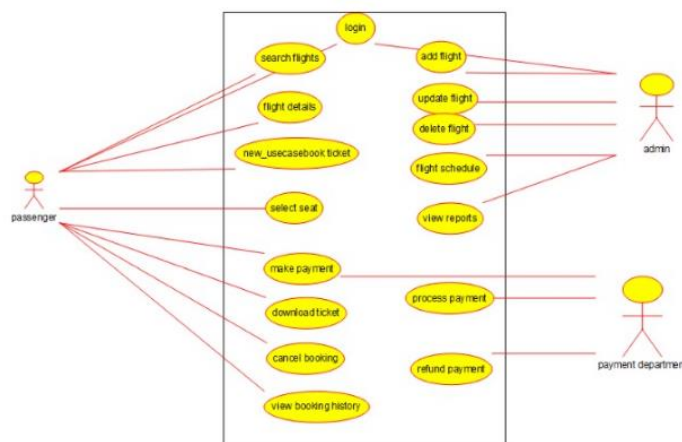 login
search flights
add flight
flight details
update flight
delete flight
new_usecasebook ticket
flight schedule
admin
passenger
select seat
view reports
make payment
process payment
download ticket
cancel booking
refund payment
payment departmer
view booking history